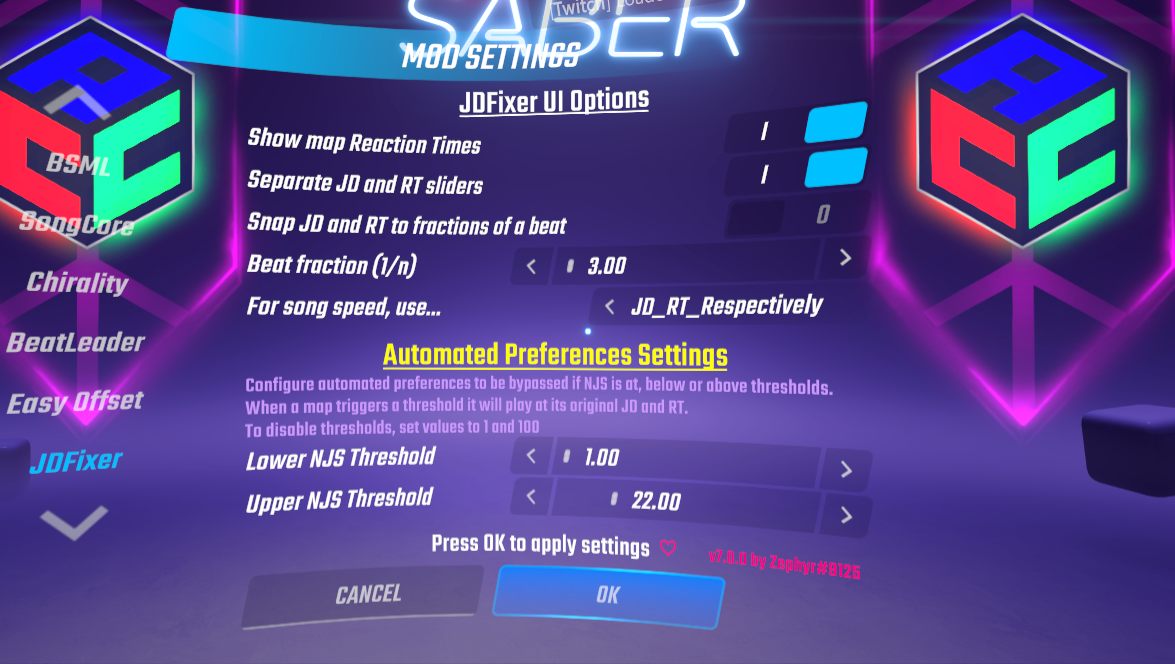 [Twitch]
SABER
MOD SETTINGS
JDFixer UI Options
Show map Reaction Times
I
Separate JD and RT sliders
I
Snap JD and RT to fractions of a beat
0
Beat fraction (1/n)
< 3.00 >
For song speed, use...
< JD_RT_Respectively
Automated Preferences Settings
Configure automated preferences to be bypassed if NJS is at, below or above thresholds.
When a map triggers a threshold it will play at its original JD and RT.
To disable thresholds, set values to 1 and 100
Lower NJS Threshold
< 1.00 >
Upper NJS Threshold
< 22.00 >
Press OK to apply settings ♡
v7.0.0 by Zephyr#9125
CANCEL
OK
BSML
SongCore
Chirality
BeatLeader
Easy Offset
JDFixer
A
C
C
A
C
C